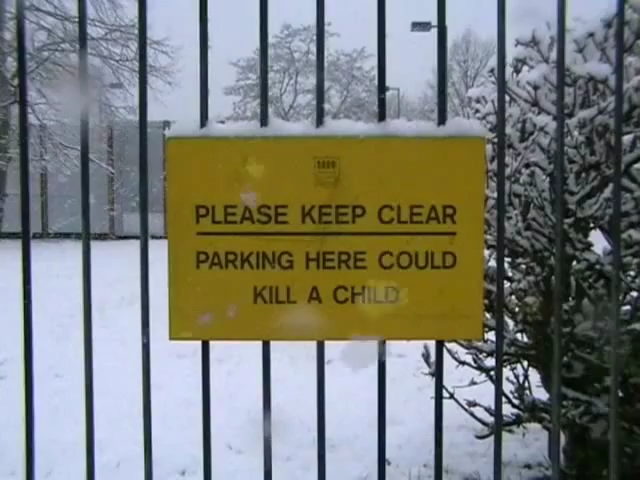 PLEASE KEEP CLEAR
PARKING HERE COULD
KILL A CHILD